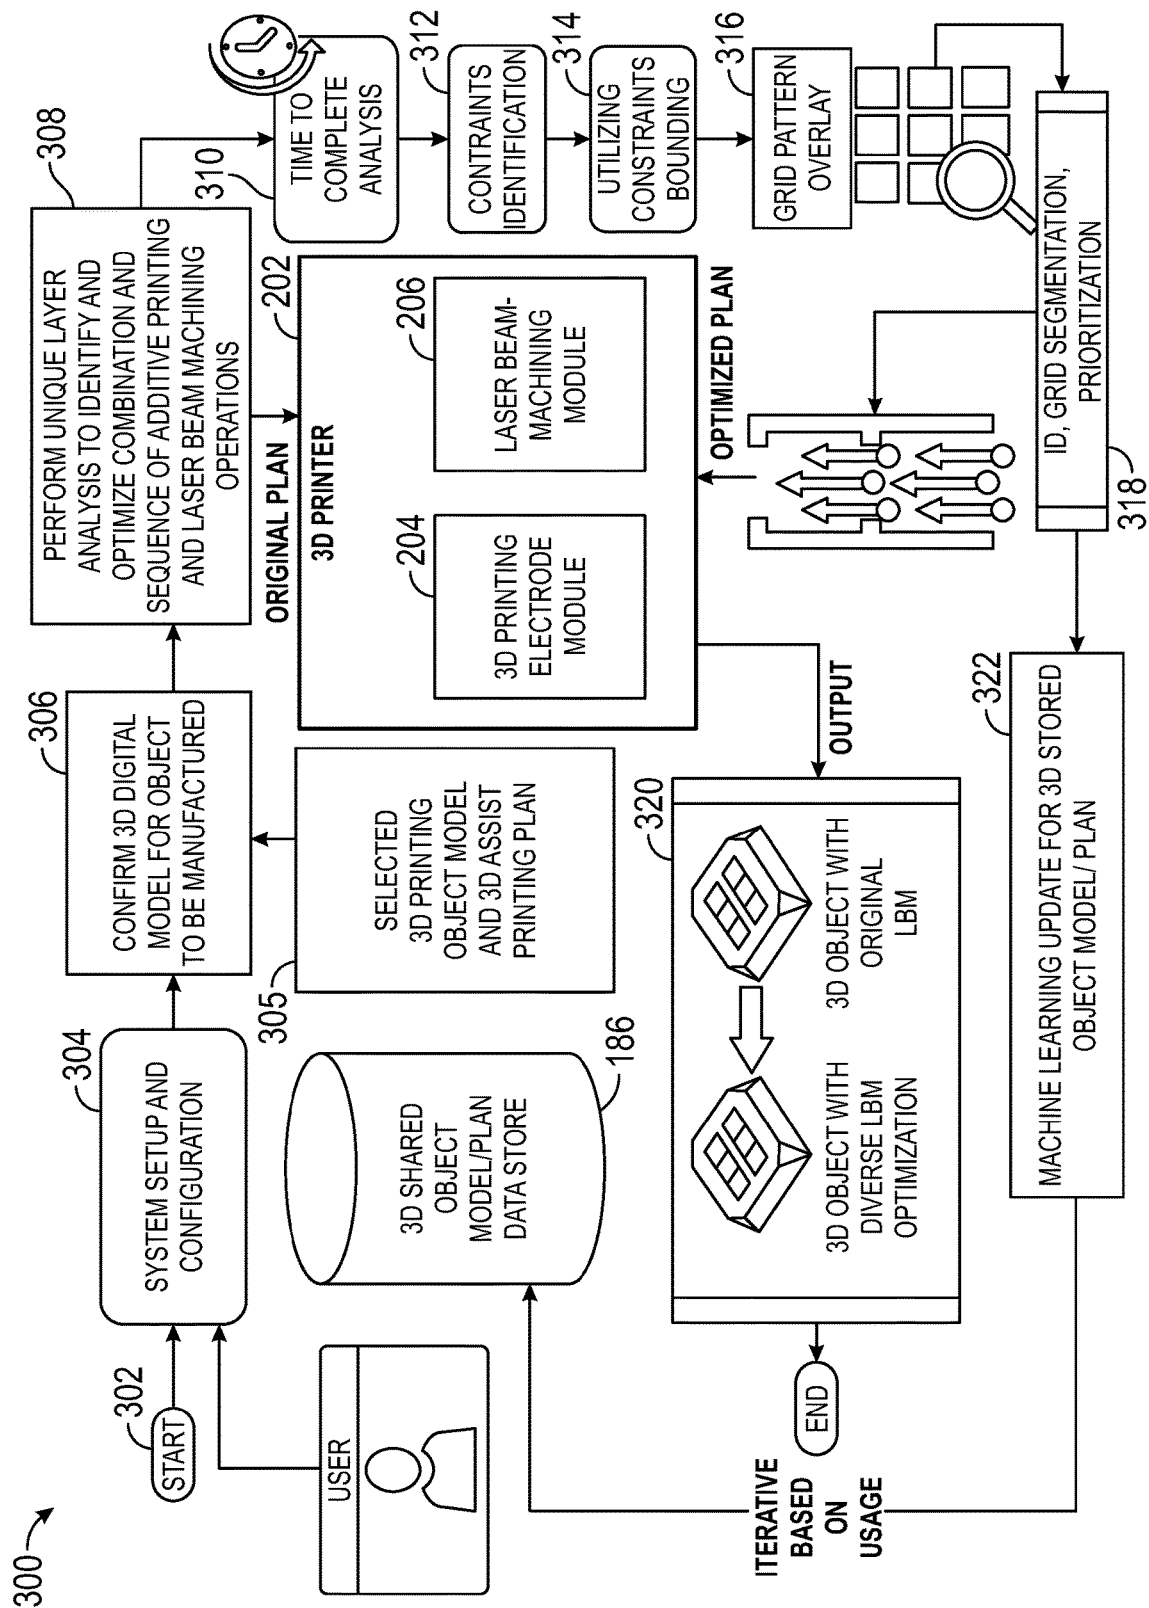 300
302
START
USER
304
SYSTEM SETUP AND
CONFIGURATION
306
CONFIRM 3D DIGITAL
MODEL FOR OBJECT
TO BE MANUFACTURED
305
SELECTED
3D PRINTING
OBJECT MODEL
AND 3D ASSIST
PRINTING PLAN
308
PERFORM UNIQUE LAYER
ANALYSIS TO IDENTIFY AND
OPTIMIZE COMBINATION AND
SEQUENCE OF ADDITIVE PRINTING
AND LASER BEAM MACHINING
OPERATIONS
ORIGINAL PLAN
310
TIME TO
COMPLETE
ANALYSIS
312
CONTRAINTS
IDENTIFICATION
314
UTILIZING
CONSTRAINTS
BOUNDING
316
GRID PATTERN
OVERLAY
202
3D PRINTER
204
3D PRINTING
ELECTRODE
MODULE
206
LASER BEAM-
MACHINING
MODULE
OPTIMIZED PLAN
ID, GRID SEGMENTATION,
PRIORITIZATION
318
186
3D SHARED
OBJECT
MODEL/PLAN
DATA STORE
OUTPUT
320
3D OBJECT WITH
DIVERSE LBM
OPTIMIZATION
3D OBJECT WITH
ORIGINAL
LBM
END
322
MACHINE LEARNING UPDATE FOR 3D STORED
OBJECT MODEL/ PLAN
ITERATIVE
BASED
ON
USAGE